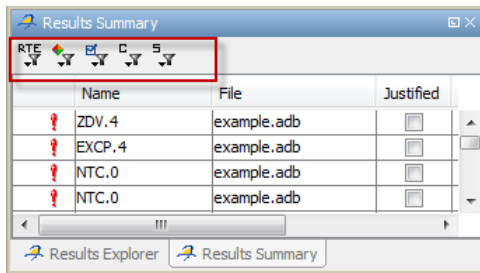 Results Summary
RTE C S
Name File Justified
ZDV.4 example.adb
EXCP.4 example.adb
NTC.0 example.adb
NTC.0 example.adb
Results Explorer Results Summary